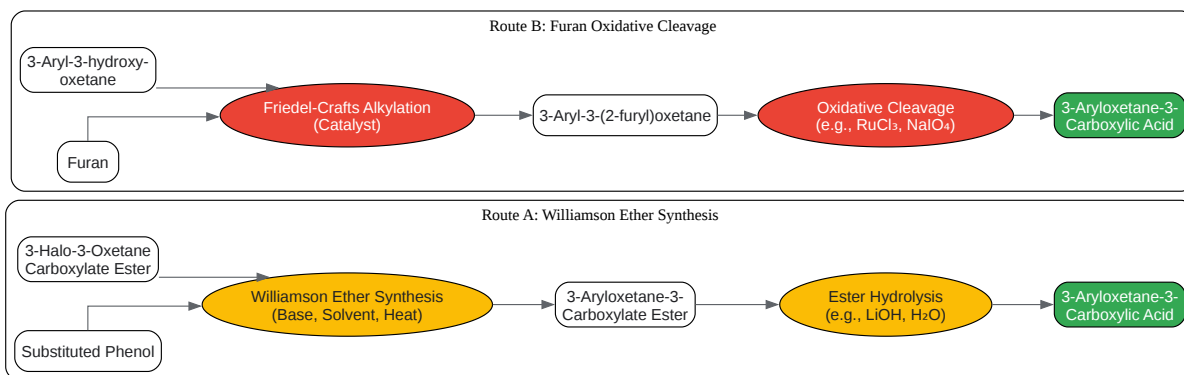 Route B: Furan Oxidative Cleavage
3-Aryl-3-hydroxy-
oxetane
Furan
Friedel-Crafts Alkylation
(Catalyst)
3-Aryl-3-(2-furyl)oxetane
Oxidative Cleavage
(e.g., RuCl₃, NaIO₄)
3-Aryloxetane-3-
Carboxylic Acid
Route A: Williamson Ether Synthesis
3-Halo-3-Oxetane
Carboxylate Ester
Substituted Phenol
Williamson Ether Synthesis
(Base, Solvent, Heat)
3-Aryloxetane-3-
Carboxylate Ester
Ester Hydrolysis
(e.g., LiOH, H₂O)
3-Aryloxetane-3-
Carboxylic Acid